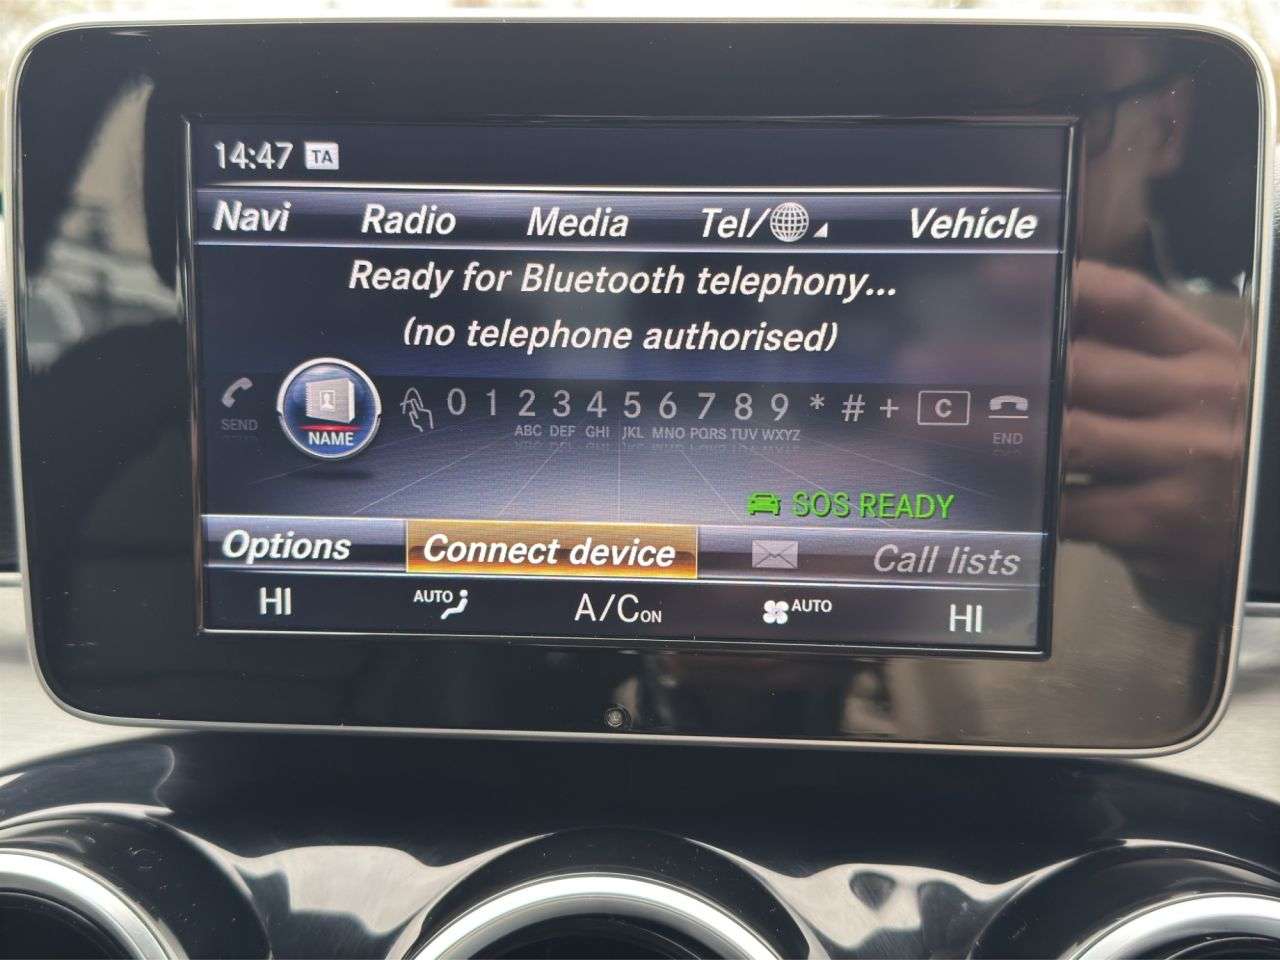 14:47 TA
Navi Radio Media Tel/ Vehicle
Ready for Bluetooth telephony...
(no telephone authorised)
SEND NAME 0 1 2 3 4 5 6 7 8 9 * # + C END
ABC DEF GHI JKL MNO PQRS TUV WXYZ
SOS READY
Options Connect device Call lists
HI AUTO A/C ON AUTO HI